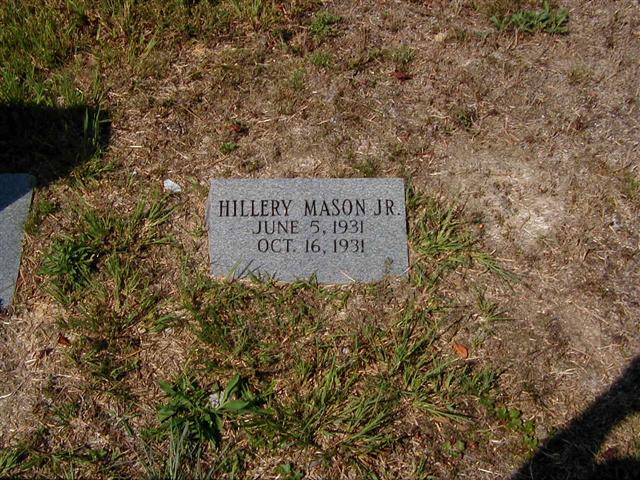 HILLERY MASON JR.
JUNE 5, 1931
OCT. 16, 1931